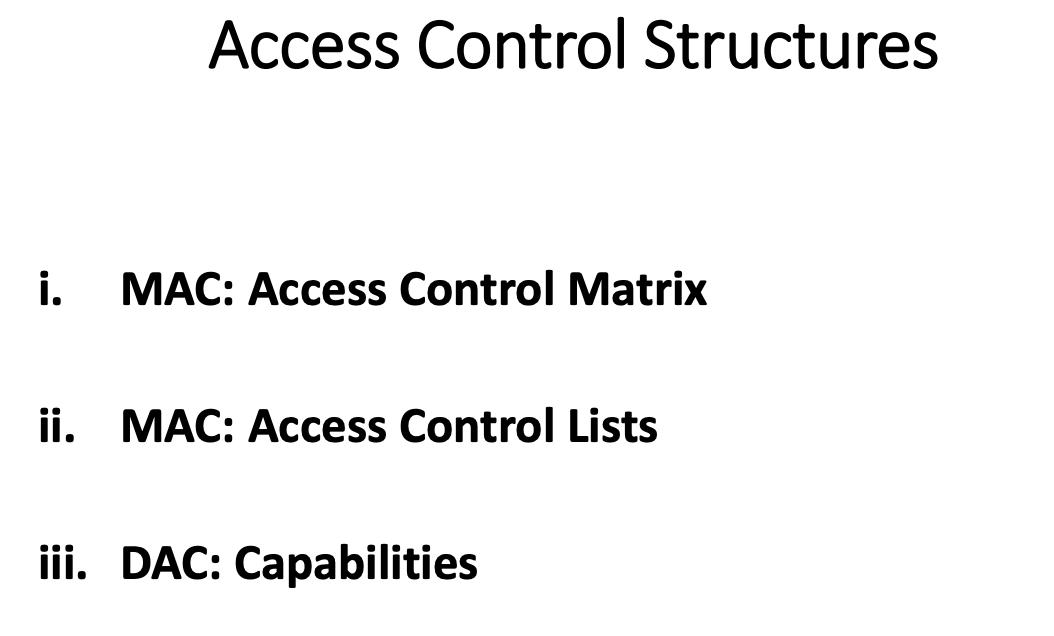 Access Control Structures
i. MAC: Access Control Matrix
ii. MAC: Access Control Lists
iii. DAC: Capabilities